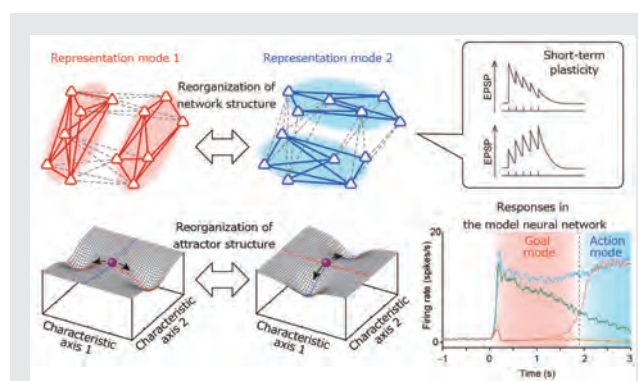 Representation mode 1
Representation mode 2
Reorganization of
network structure
Short-term
plasticity
EPSP
EPSP
Reorganization of
attractor structure
Characteristic
axis 1
Characteristic
axis 2
Characteristic
axis 1
Characteristic
axis 2
Responses in
the model neural network
Goal
mode
Action
mode
Firing rate (spikes/s)
20
0
-1
0
1
2
3
Time (s)